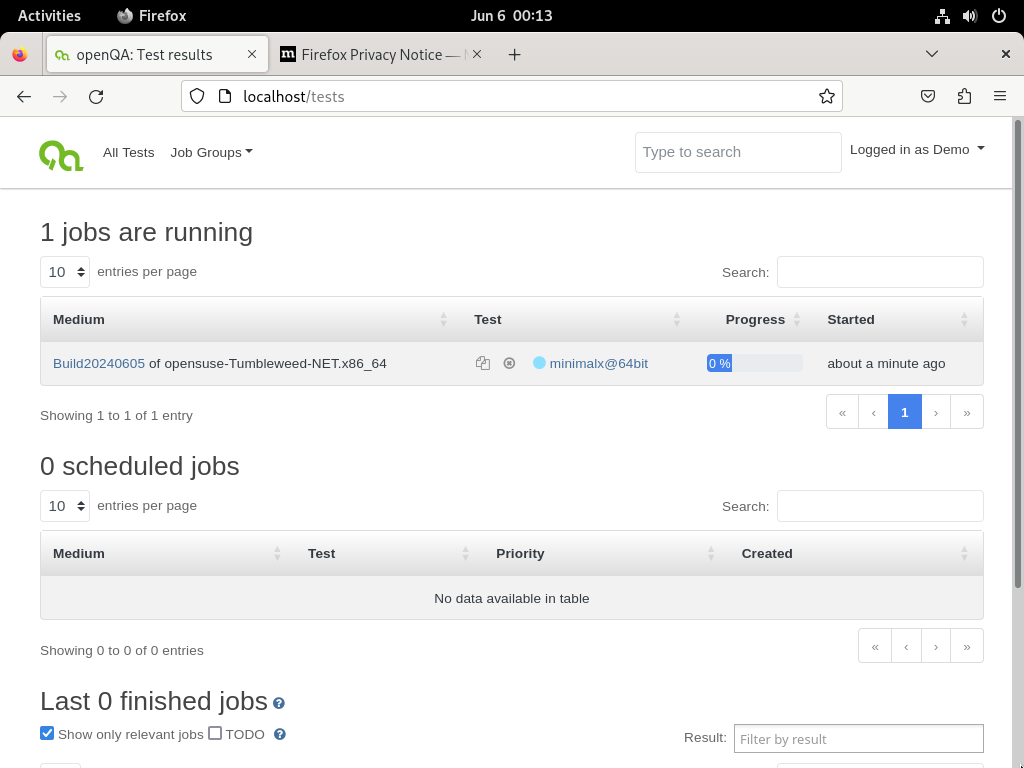 Activities Firefox Jun 6 00:13
openQA: Test results Firefox Privacy Notice —
localhost/tests
All Tests Job Groups Type to search Logged in as Demo
1 jobs are running
10 entries per page Search:
Medium Test Progress Started
Build20240605 of opensuse-Tumbleweed-NET.x86_64 minimalx@64bit 0 % about a minute ago
Showing 1 to 1 of 1 entry « ‹ 1 › »
0 scheduled jobs
10 entries per page Search:
Medium Test Priority Created
No data available in table
Showing 0 to 0 of 0 entries « ‹ › »
Last 0 finished jobs ?
Show only relevant jobs TODO ? Result: Filter by result